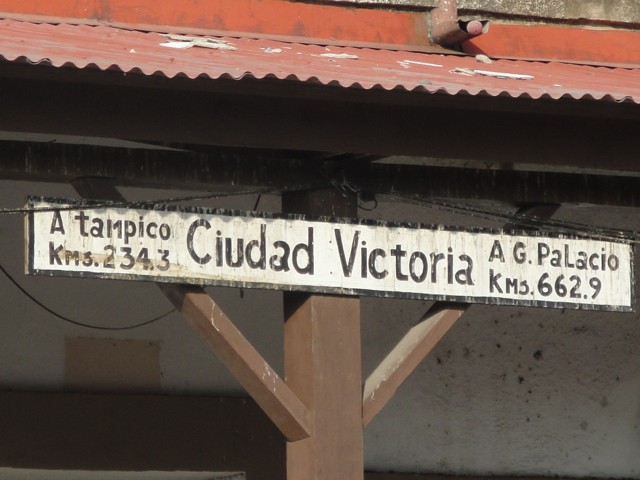 A tampico
Kms. 234.3
Ciudad Victoria
A G. PaLacio
Kms. 662.9